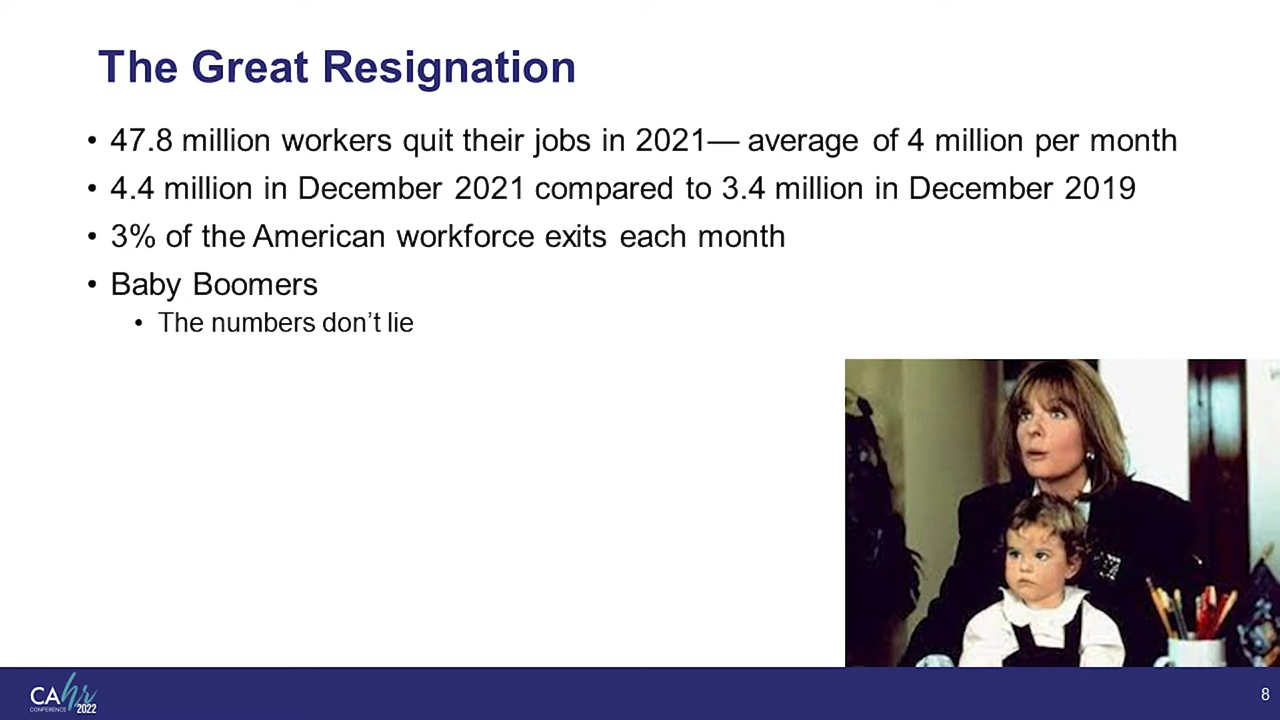 The Great Resignation
• 47.8 million workers quit their jobs in 2021— average of 4 million per month
• 4.4 million in December 2021 compared to 3.4 million in December 2019
• 3% of the American workforce exits each month
• Baby Boomers
• The numbers don’t lie
CAhr
CONFERENCE 2022
8